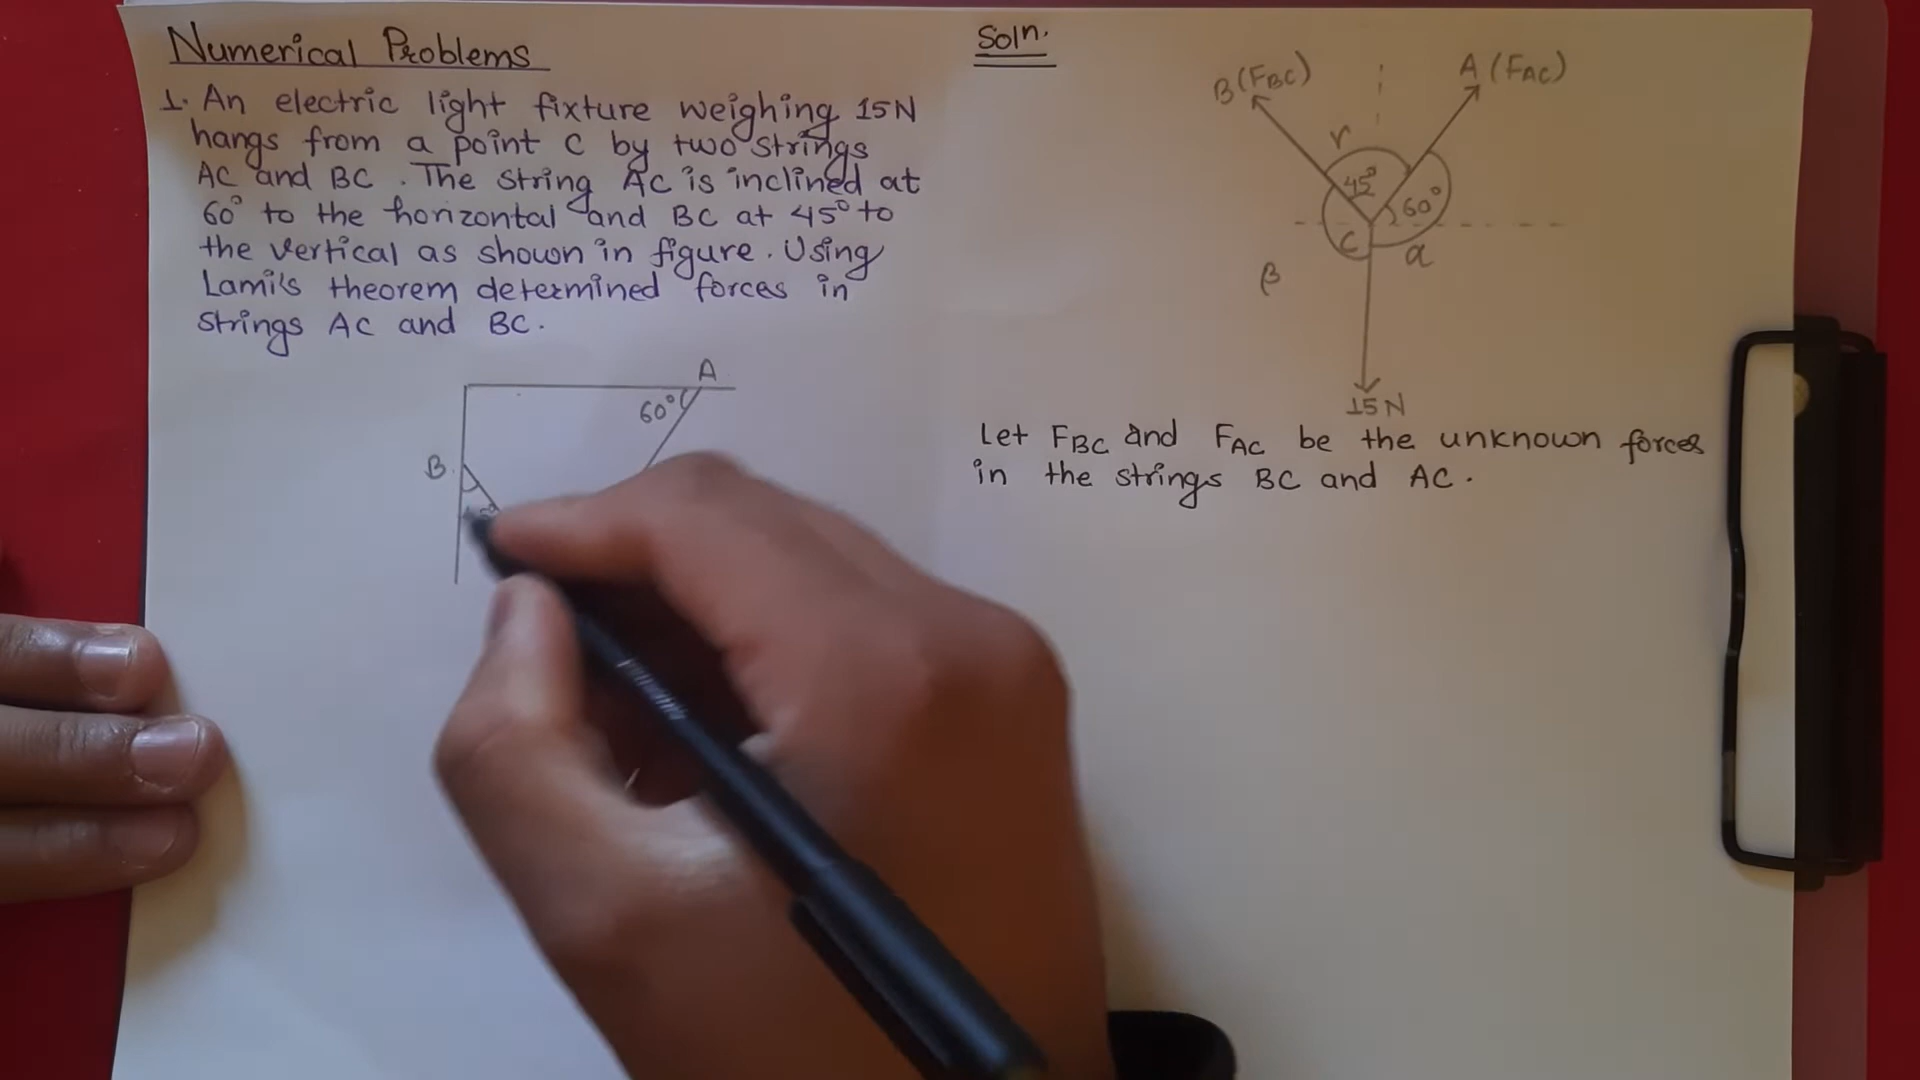 Numerical Problems
1. An electric light fixture weighing 15N
hangs from a point C by two strings
AC and BC. The string AC is inclined at
60° to the horizontal and BC at 45° to
the vertical as shown in figure. Using
Lami's theorem determined forces in
strings AC and BC.
A
60°
B
Soln.
B (FBC)
A (FAC)
r
45°
60°
C
α
β
15N
Let FBC and FAC be the unknown forces
in the strings BC and AC.